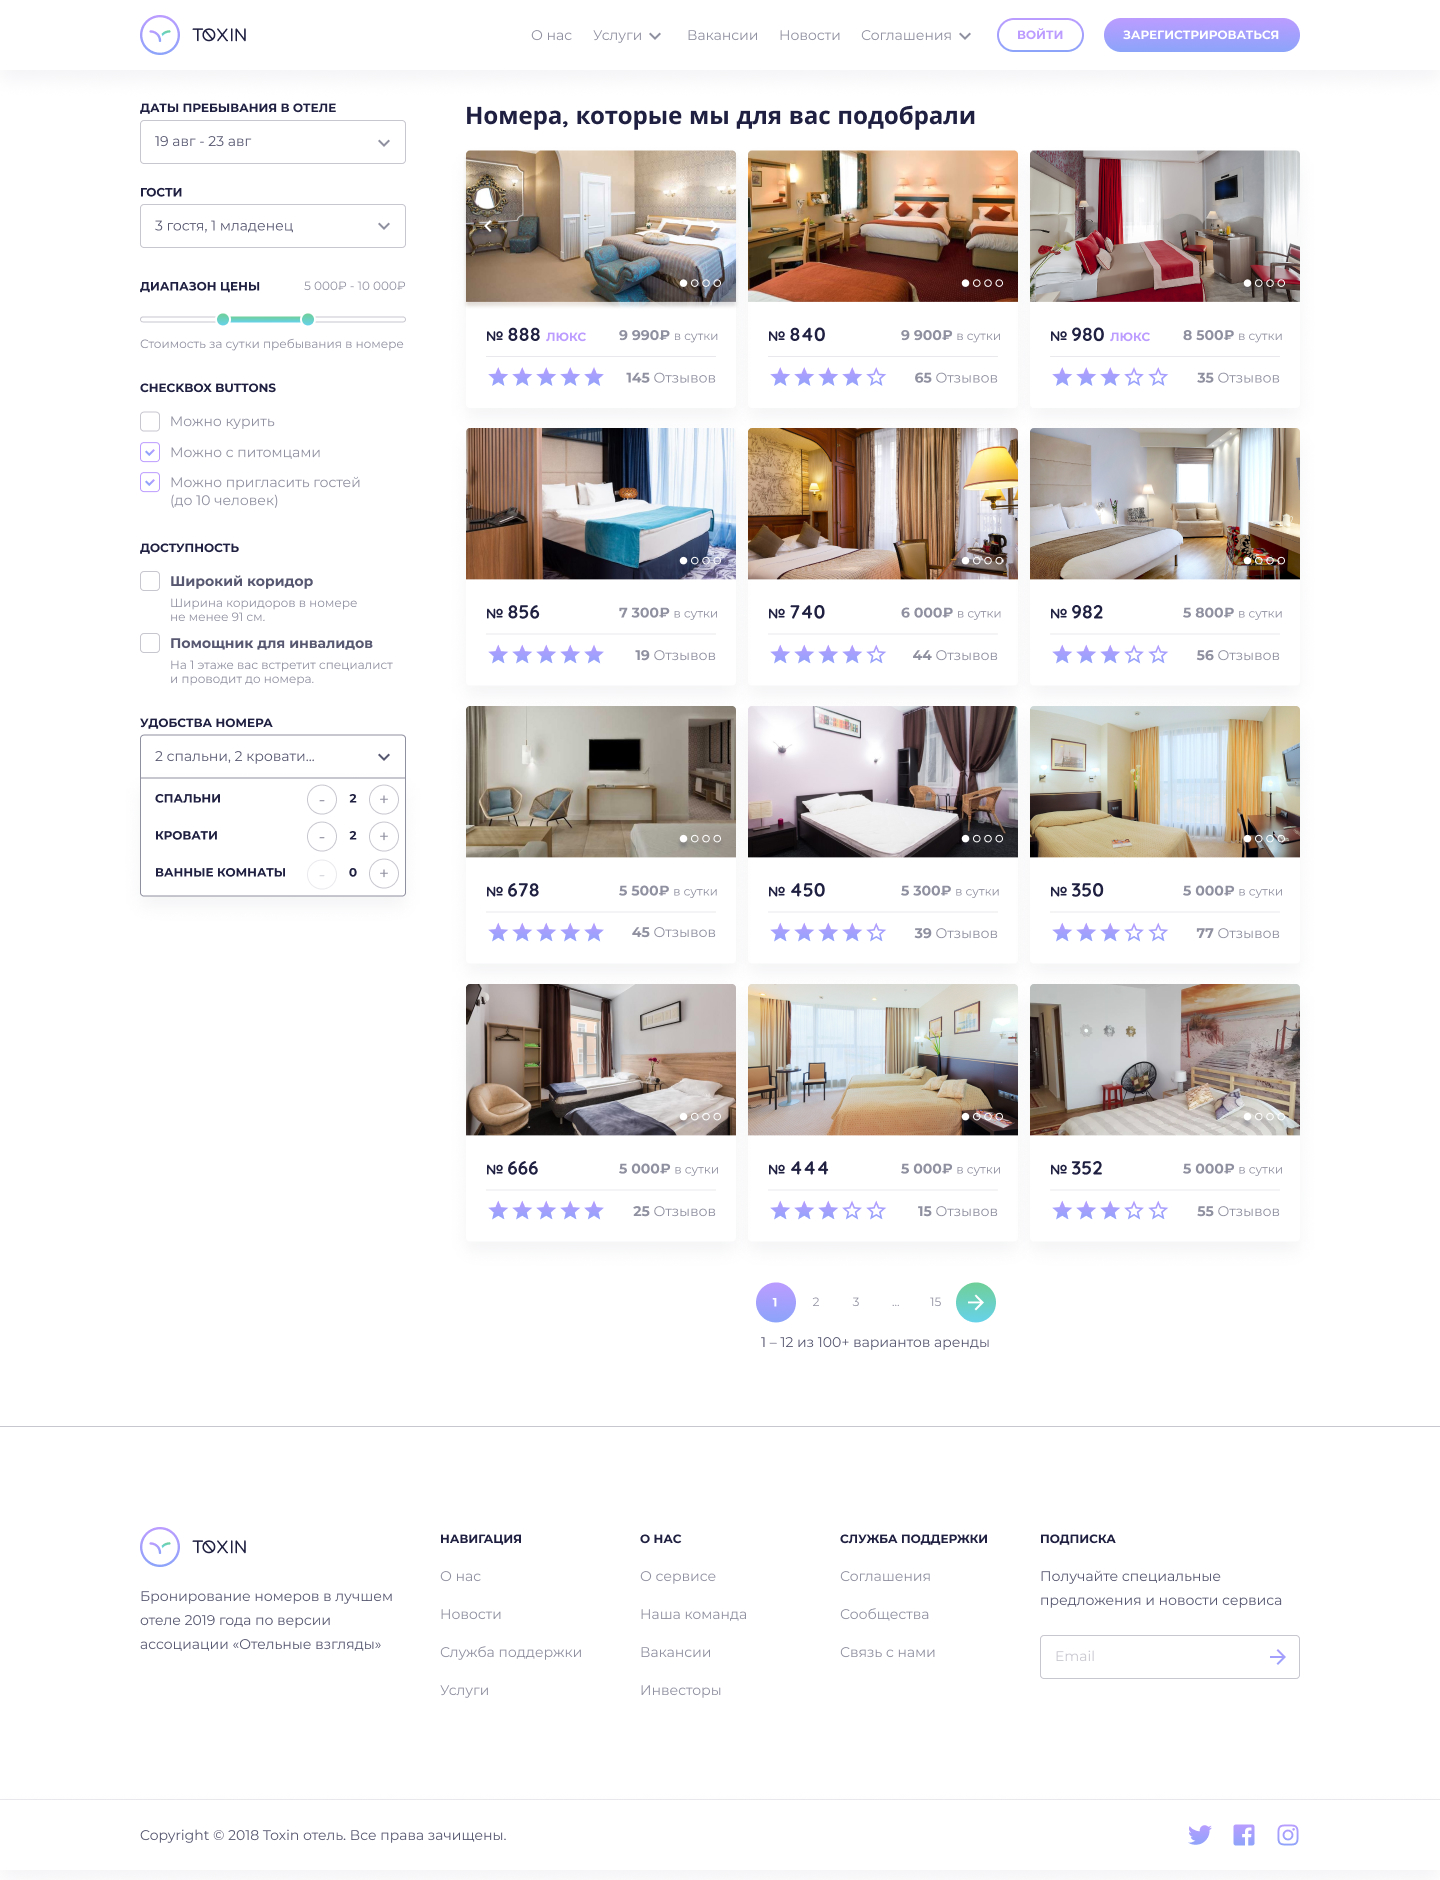 TOXIN
О нас Услуги Вакансии Новости Соглашения ВОЙТИ ЗАРЕГИСТРИРОВАТЬСЯ
ДАТЫ ПРЕБЫВАНИЯ В ОТЕЛЕ
19 авг - 23 авг
ГОСТИ
3 гостя, 1 младенец
ДИАПАЗОН ЦЕНЫ 5 000₽ - 10 000₽
Стоимость за сутки пребывания в номере
CHECKBOX BUTTONS
Можно курить
Можно с питомцами
Можно пригласить гостей
(до 10 человек)
ДОСТУПНОСТЬ
Широкий коридор
Ширина коридоров в номере
не менее 91 см.
Помощник для инвалидов
На 1 этаже вас встретит специалист
и проводит до номера.
УДОБСТВА НОМЕРА
2 спальни, 2 кровати...
СПАЛЬНИ - 2 +
КРОВАТИ - 2 +
ВАННЫЕ КОМНАТЫ - 0 +
Номера, которые мы для вас подобрали
№ 888 ЛЮКС 9 990₽ в сутки
145 Отзывов
№ 840 9 900₽ в сутки
65 Отзывов
№ 980 ЛЮКС 8 500₽ в сутки
35 Отзывов
№ 856 7 300₽ в сутки
19 Отзывов
№ 740 6 000₽ в сутки
44 Отзывов
№ 982 5 800₽ в сутки
56 Отзывов
№ 678 5 500₽ в сутки
45 Отзывов
№ 450 5 300₽ в сутки
39 Отзывов
№ 350 5 000₽ в сутки
77 Отзывов
№ 666 5 000₽ в сутки
25 Отзывов
№ 444 5 000₽ в сутки
15 Отзывов
№ 352 5 000₽ в сутки
55 Отзывов
1 2 3 ... 15
1 – 12 из 100+ вариантов аренды
TOXIN
Бронирование номеров в лучшем
отеле 2019 года по версии
ассоциации «Отельные взгляды»
НАВИГАЦИЯ
О нас
Новости
Служба поддержки
Услуги
О НАС
О сервисе
Наша команда
Вакансии
Инвесторы
СЛУЖБА ПОДДЕРЖКИ
Соглашения
Сообщества
Связь с нами
ПОДПИСКА
Получайте специальные
предложения и новости сервиса
Email
Copyright © 2018 Toxin отель. Все права зачищены.